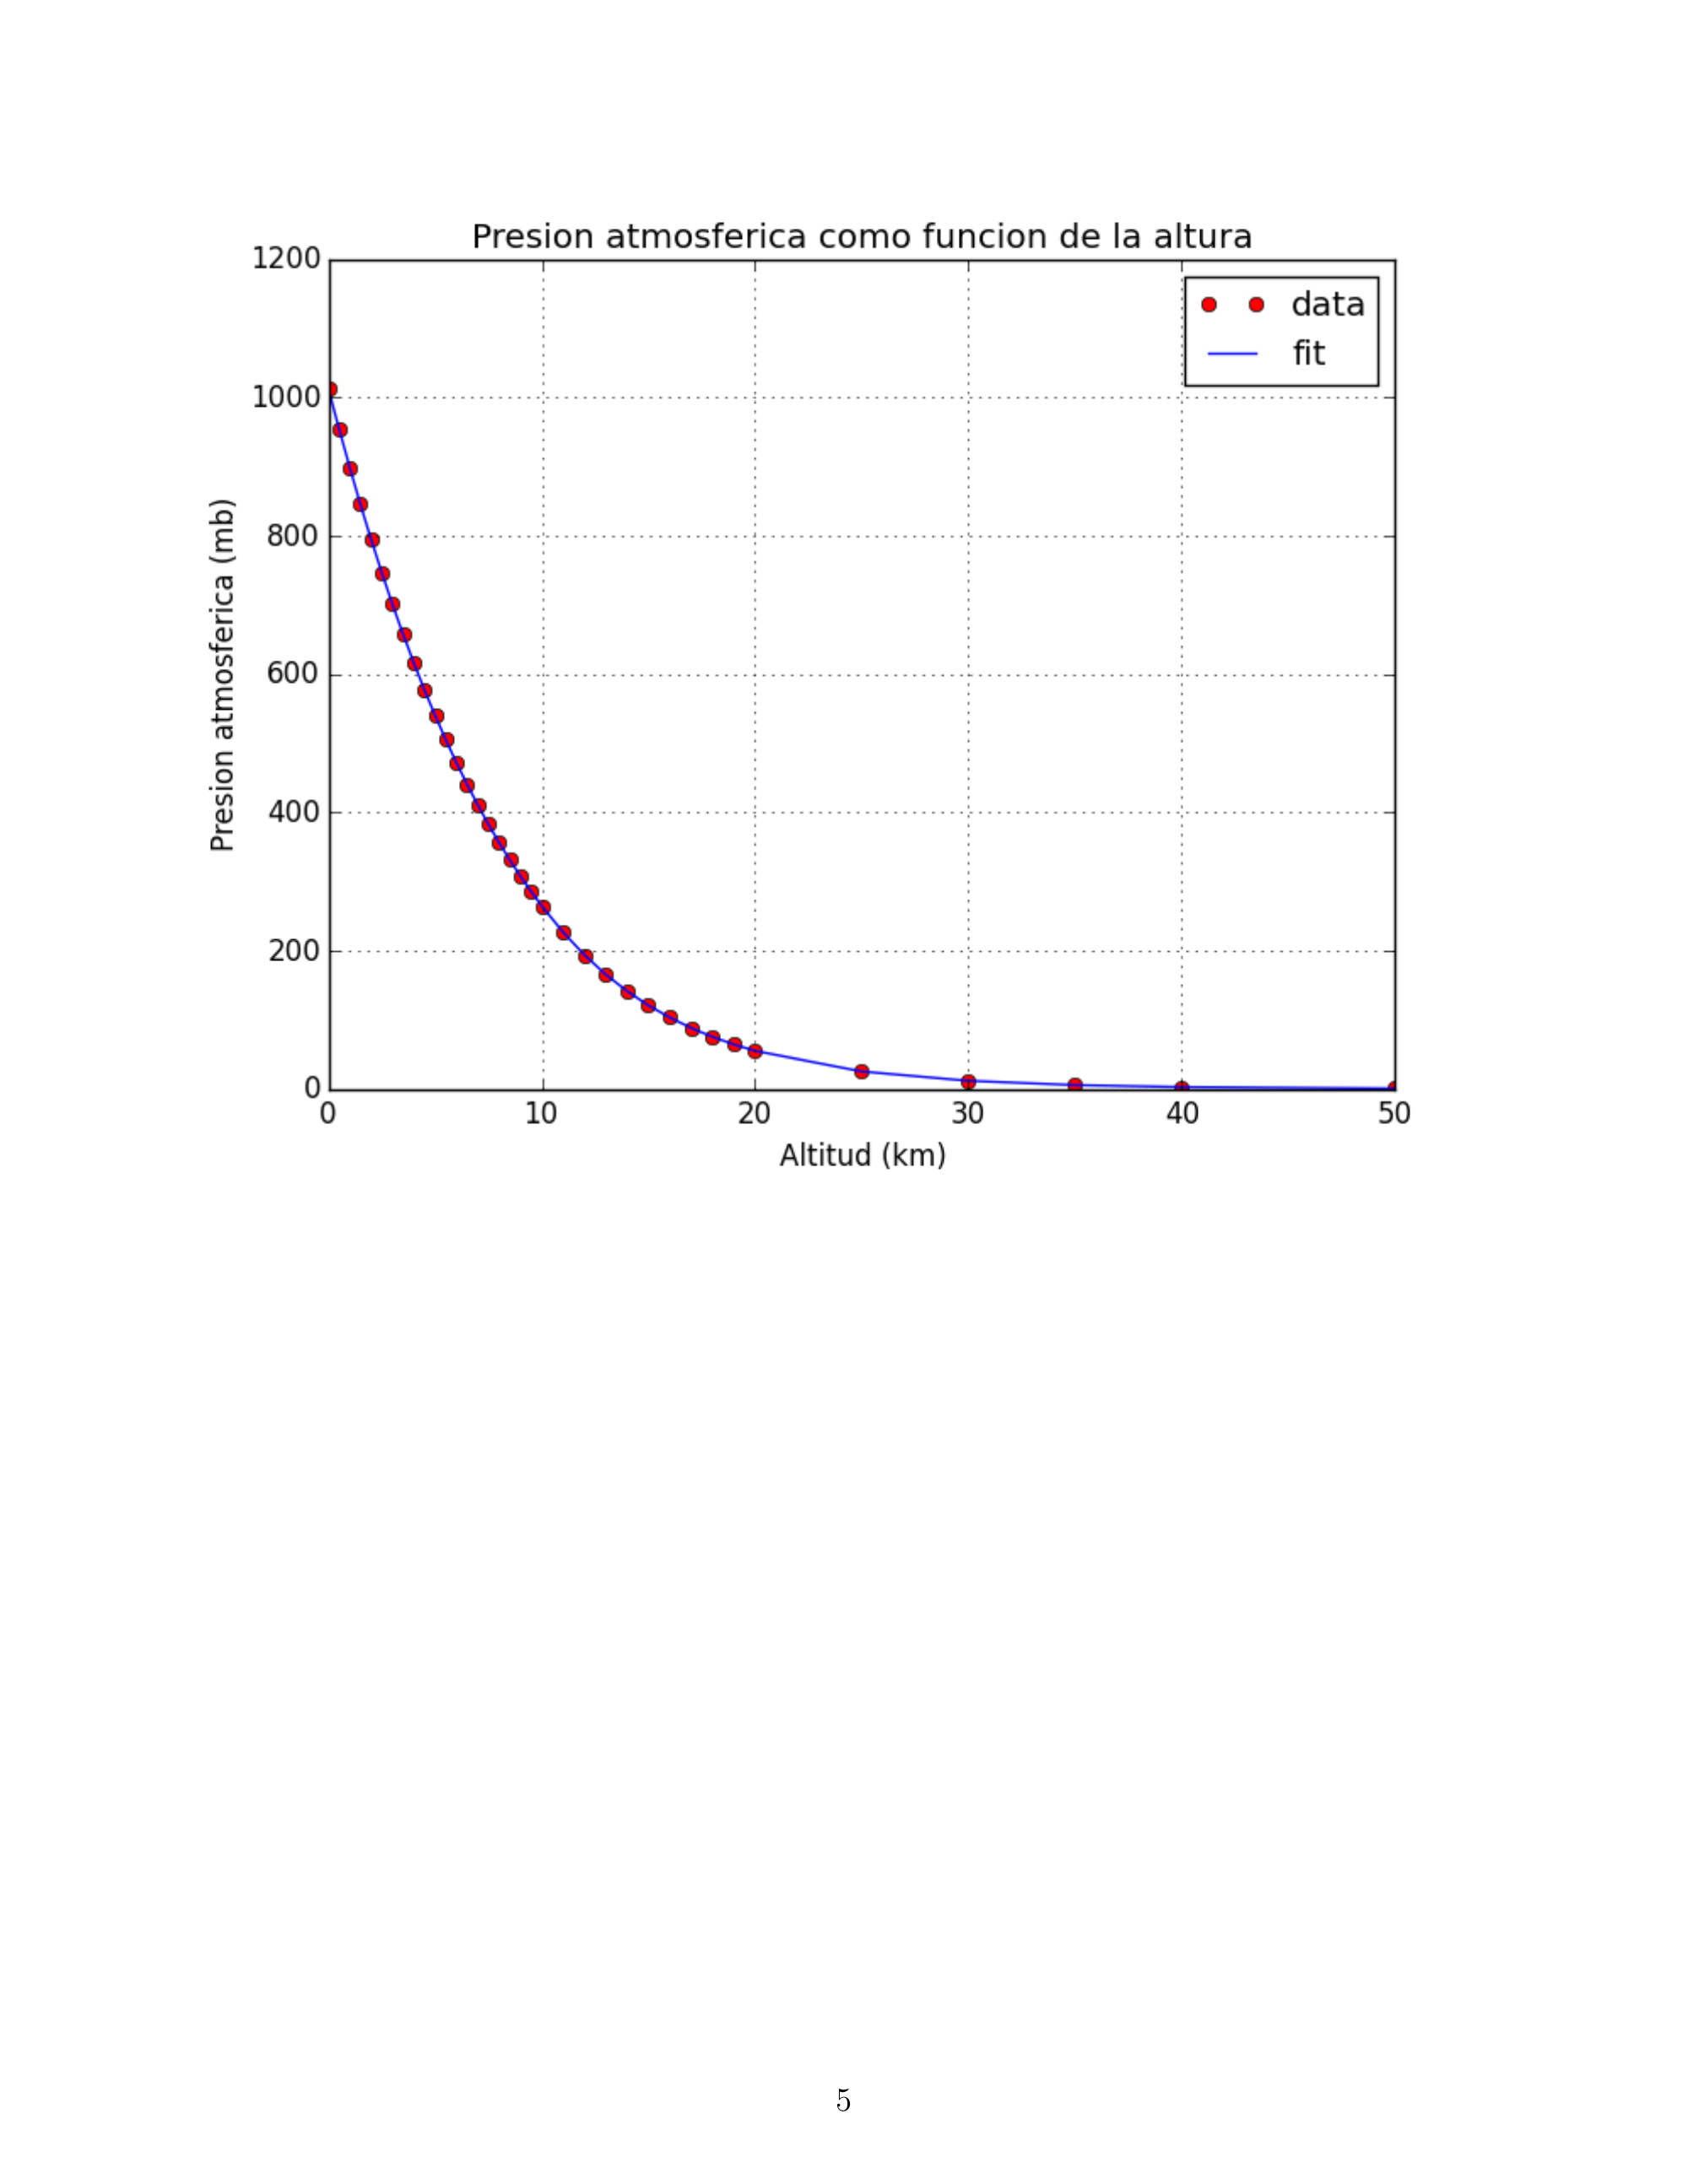 Presion atmosferica como funcion de la altura
1200
1000
800
600
400
200
0
Presion atmosferica (mb)
data
fit
0 10 20 30 40 50
Altitud (km)
5